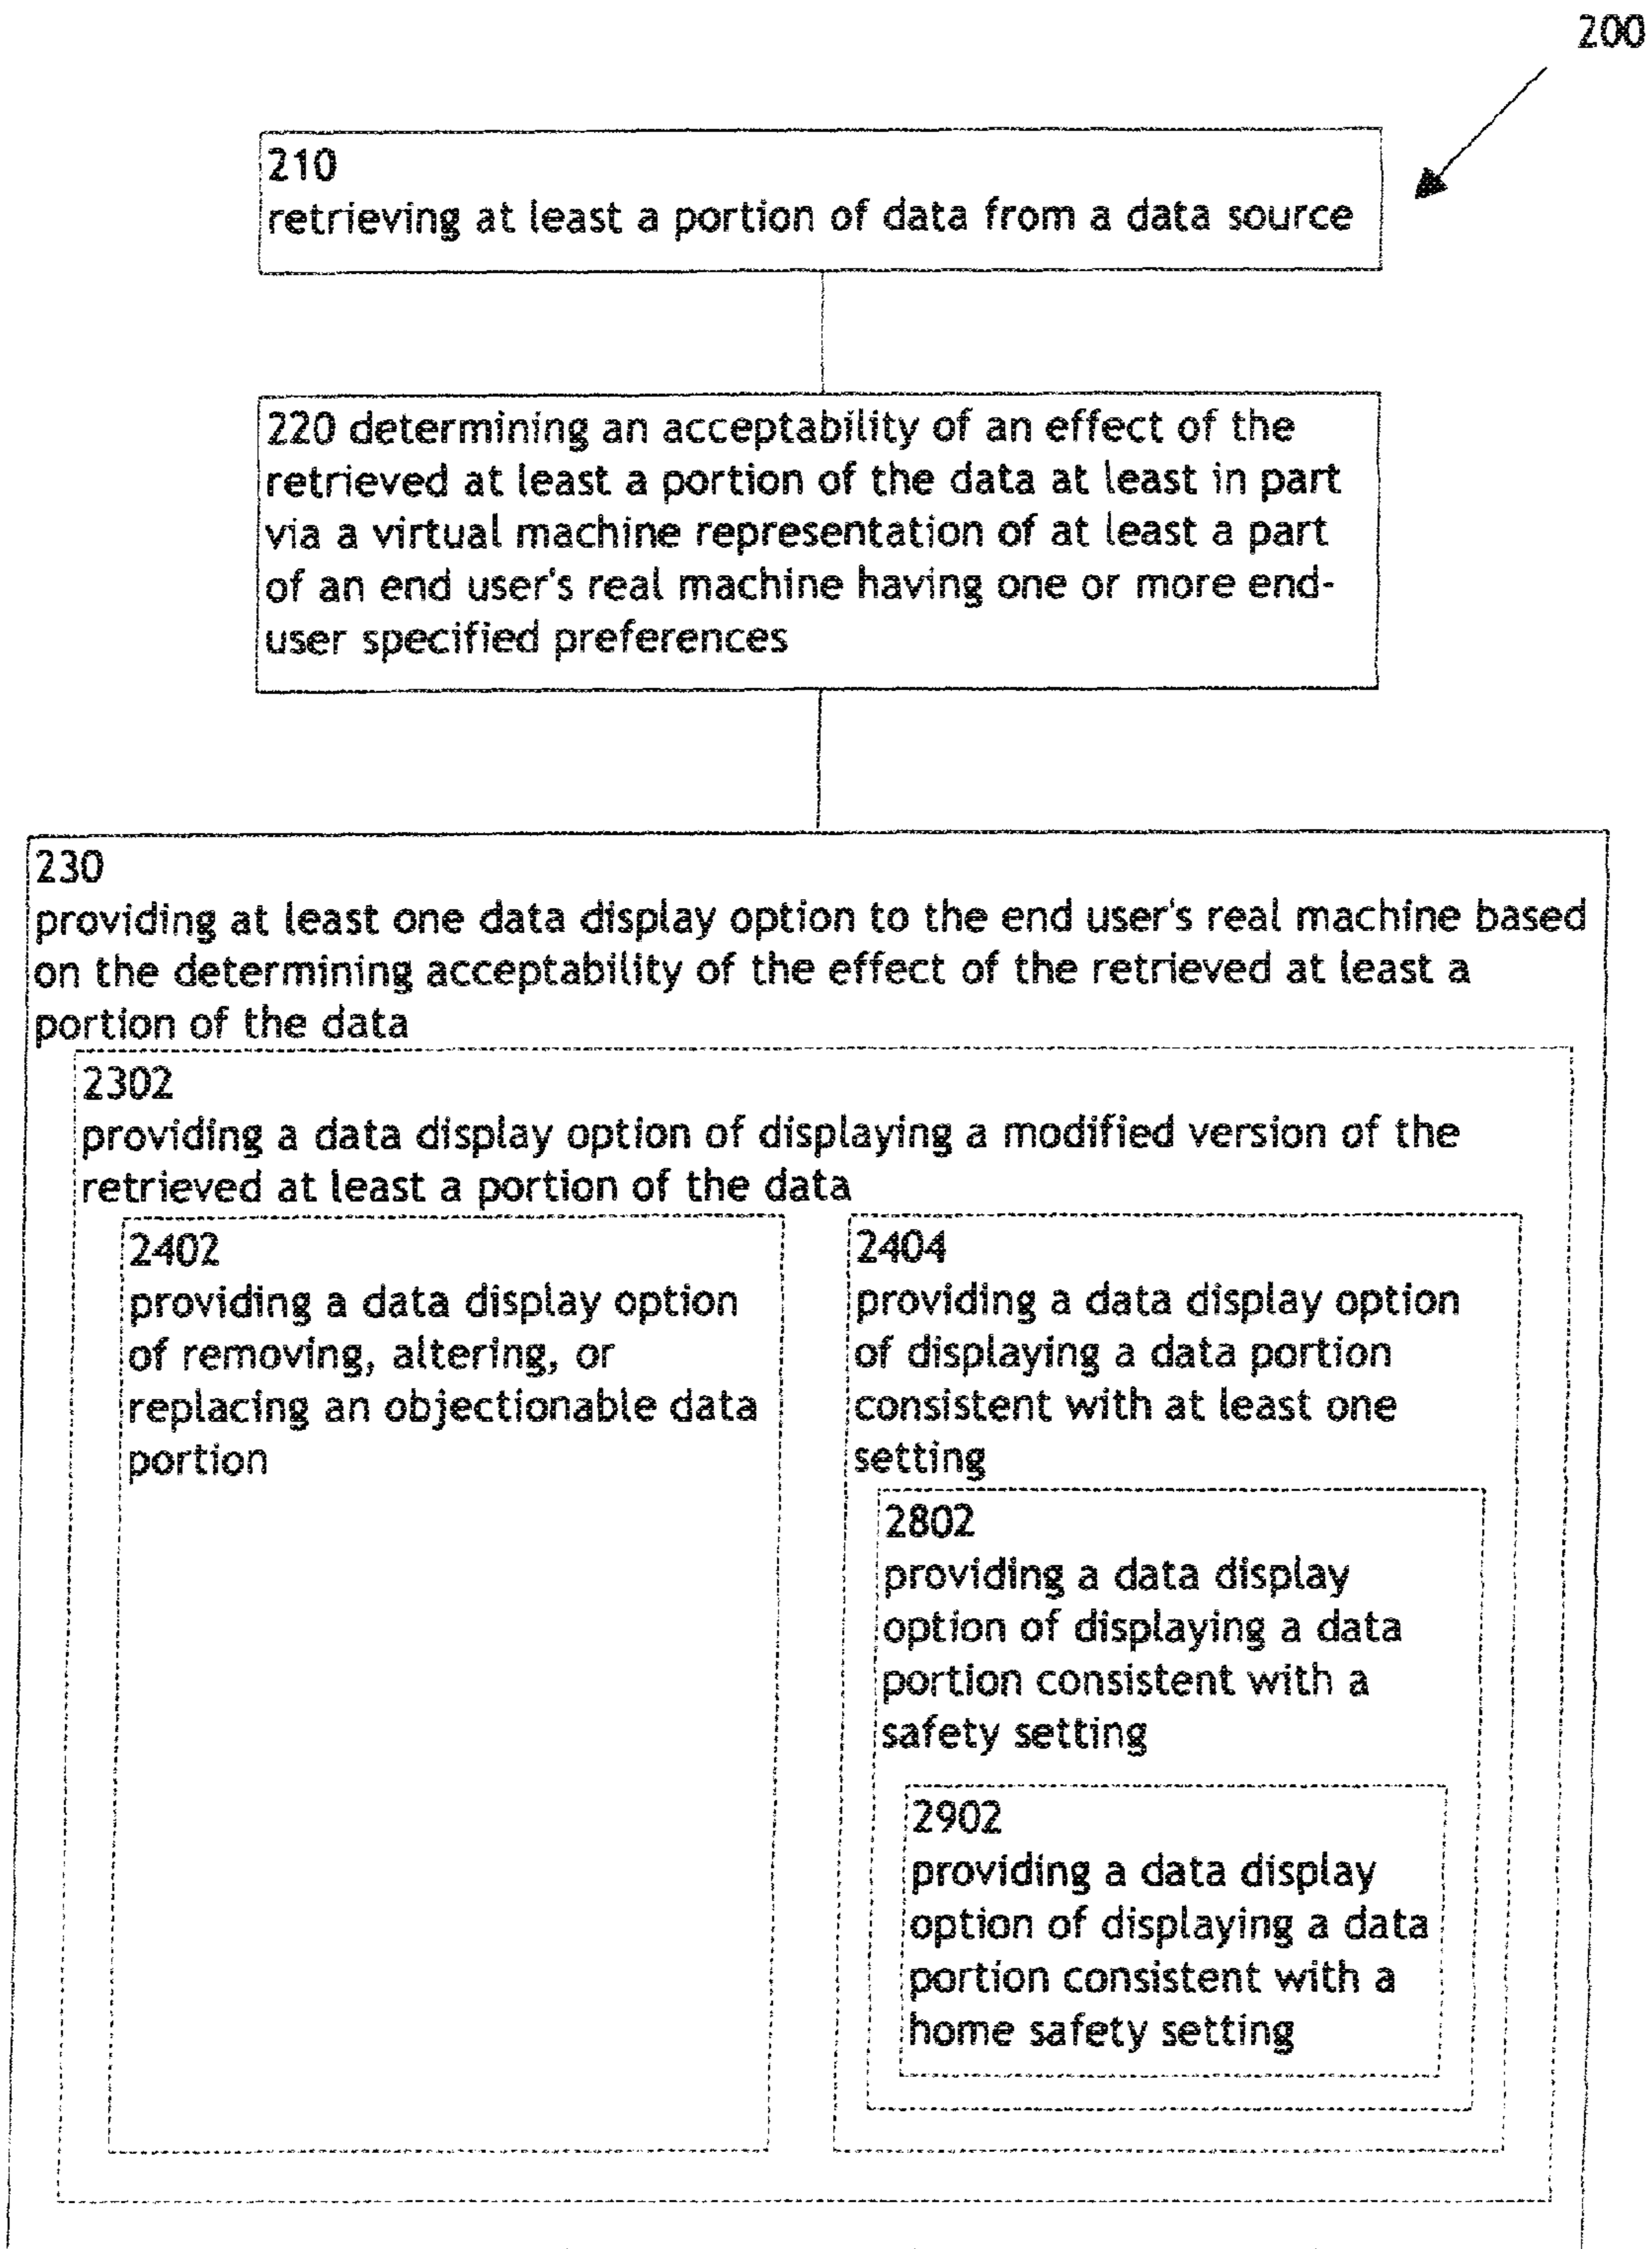 200
210
retrieving at least a portion of data from a data source
220 determining an acceptability of an effect of the
retrieved at least a portion of the data at least in part
via a virtual machine representation of at least a part
of an end user's real machine having one or more end-
user specified preferences
230
providing at least one data display option to the end user's real machine based
on the determining acceptability of the effect of the retrieved at least a
portion of the data
2302
providing a data display option of displaying a modified version of the
retrieved at least a portion of the data
2402
providing a data display option
of removing, altering, or
replacing an objectionable data
portion
2404
providing a data display option
of displaying a data portion
consistent with at least one
setting
2802
providing a data display
option of displaying a data
portion consistent with a
safety setting
2902
providing a data display
option of displaying a data
portion consistent with a
home safety setting